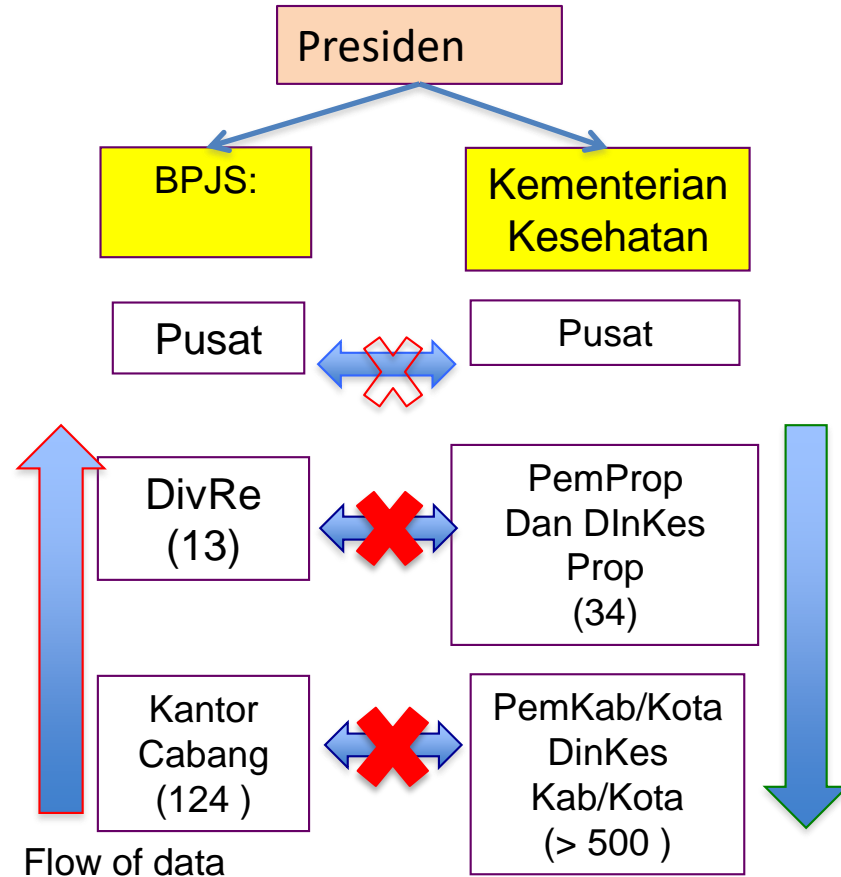 Presiden
BPJS:
Kementerian
Kesehatan
Pusat
Pusat
DivRe
(13)
PemProp
Dan DInKes
Prop
(34)
Kantor
Cabang
(124 )
PemKab/Kota
DinKes
Kab/Kota
(> 500 )
Flow of data